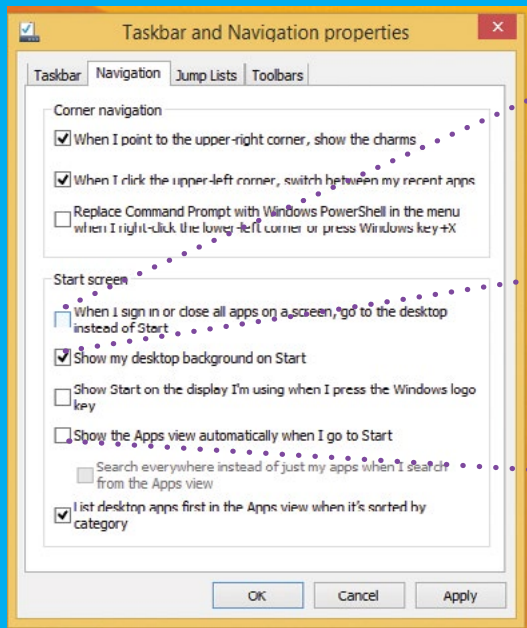 Taskbar and Navigation properties
Taskbar
Navigation
Jump Lists
Toolbars
Corner navigation
When I point to the upper-right corner, show the charms
When I click the upper-left corner, switch between my recent apps
Replace Command Prompt with Windows PowerShell in the menu
when I right-click the lower-left corner or press Windows key+X
Start screen
When I sign in or close all apps on a screen, go to the desktop
instead of Start
Show my desktop background on Start
Show Start on the display I'm using when I press the Windows logo
key
Show the Apps view automatically when I go to Start
Search everywhere instead of just my apps when I search
from the Apps view
List desktop apps first in the Apps view when it's sorted by
category
OK
Cancel
Apply